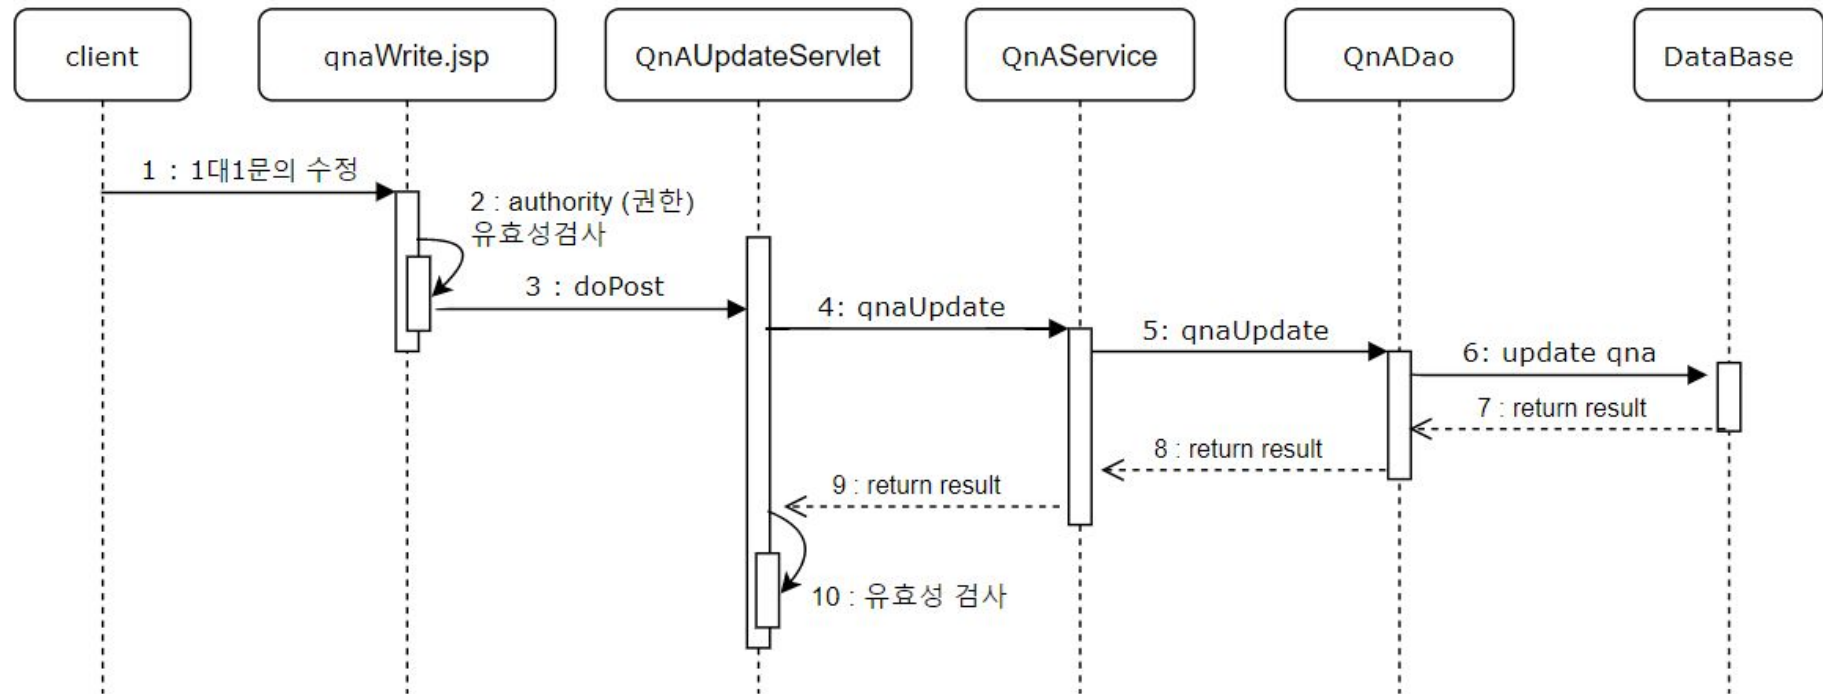 client
qnaWrite.jsp
QnAUpdateServlet
QnAService
QnADao
DataBase
1 : 1대1문의 수정
2 : authority (권한)
유효성검사
3 : doPost
4: qnaUpdate
5: qnaUpdate
6: update qna
7 : return result
8 : return result
9 : return result
10 : 유효성 검사